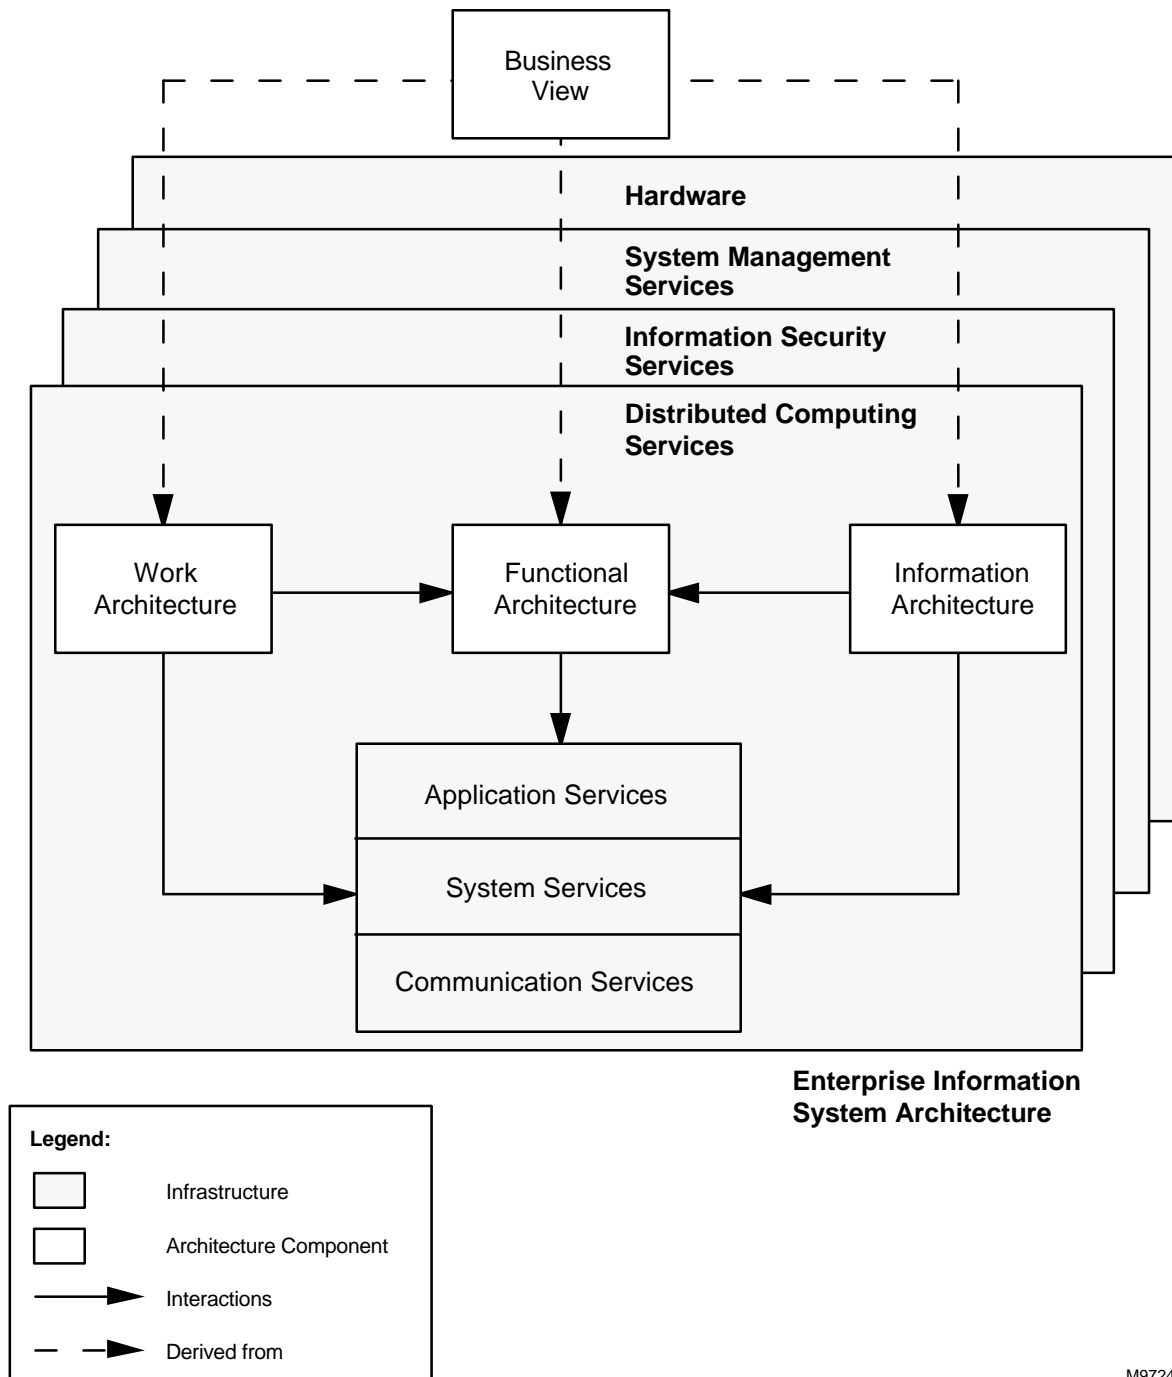 Business
View
Hardware
System Management
Services
Information Security
Services
Distributed Computing
Services
Work
Architecture
Functional
Architecture
Information
Architecture
Application Services
System Services
Communication Services
Enterprise Information
System Architecture
Legend:
Infrastructure
Architecture Component
Interactions
Derived from
M9724